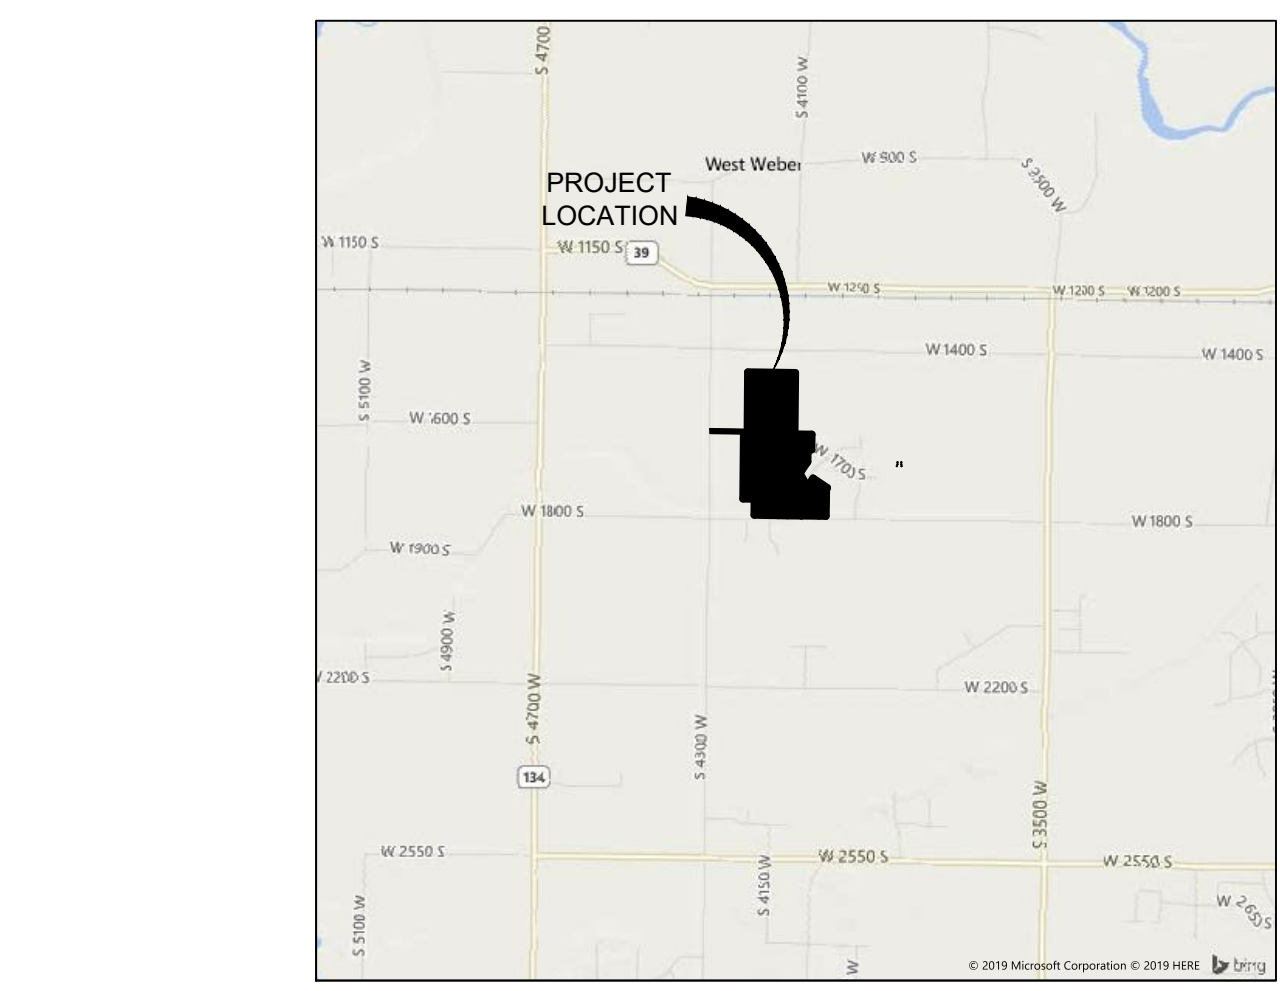 S 4700
S 4100 W
West Weber
W 900 S
S 3500 W
PROJECT
LOCATION
W 1150 S
W 1150 S
39
W 1250 S
W 1200 S
W 1200 S
W 1400 S
W 1400 S
S 5100 W
W 1600 S
W 1700 S
"
W 1800 S
W 1800 S
W 1900 S
S 4900 W
W 2200 S
W 2200 S
S 4700 W
S 4300 W
134
S 3500 W
W 2550 S
W 2550 S
W 2550 S
S 4150 W
S 5100 W
W 2650 S
W
© 2019 Microsoft Corporation © 2019 HERE
bing